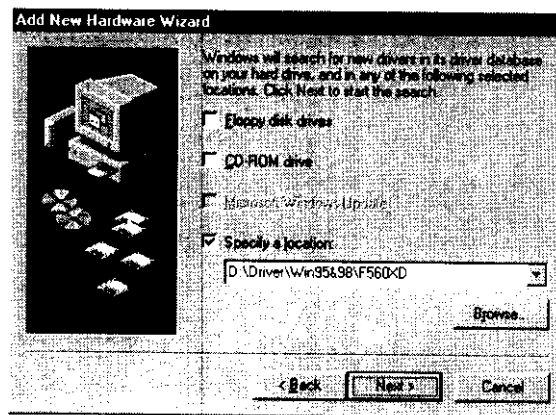 Add New Hardware Wizard
Windows will search for new drivers in its driver database
on your hard drive, and in any of the following selected
locations. Click Next to start the search.
Floppy disk drives
CD-ROM drive
Microsoft Windows Update
Specify a location:
D:\Driver\Win95&98\F560XD
Browse...
< Back
Next >
Cancel